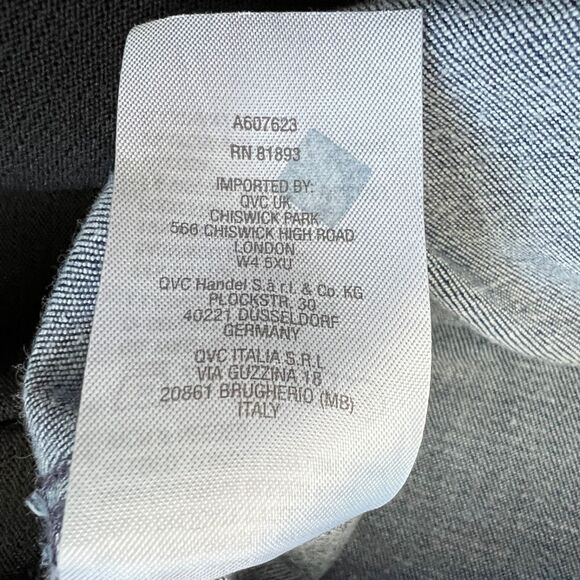 A607623
RN 81893
IMPORTED BY:
QVC UK
CHISWICK PARK
566 CHISWICK HIGH ROAD
LONDON
W4 5XU
QVC Handel S.à r.l. & Co. KG
PLOCKSTR. 30
40221 DUSSELDORF
GERMANY
QVC ITALIA S.R.L
VIA GUZZINA 18
20861 BRUGHERIO (MB)
ITALY